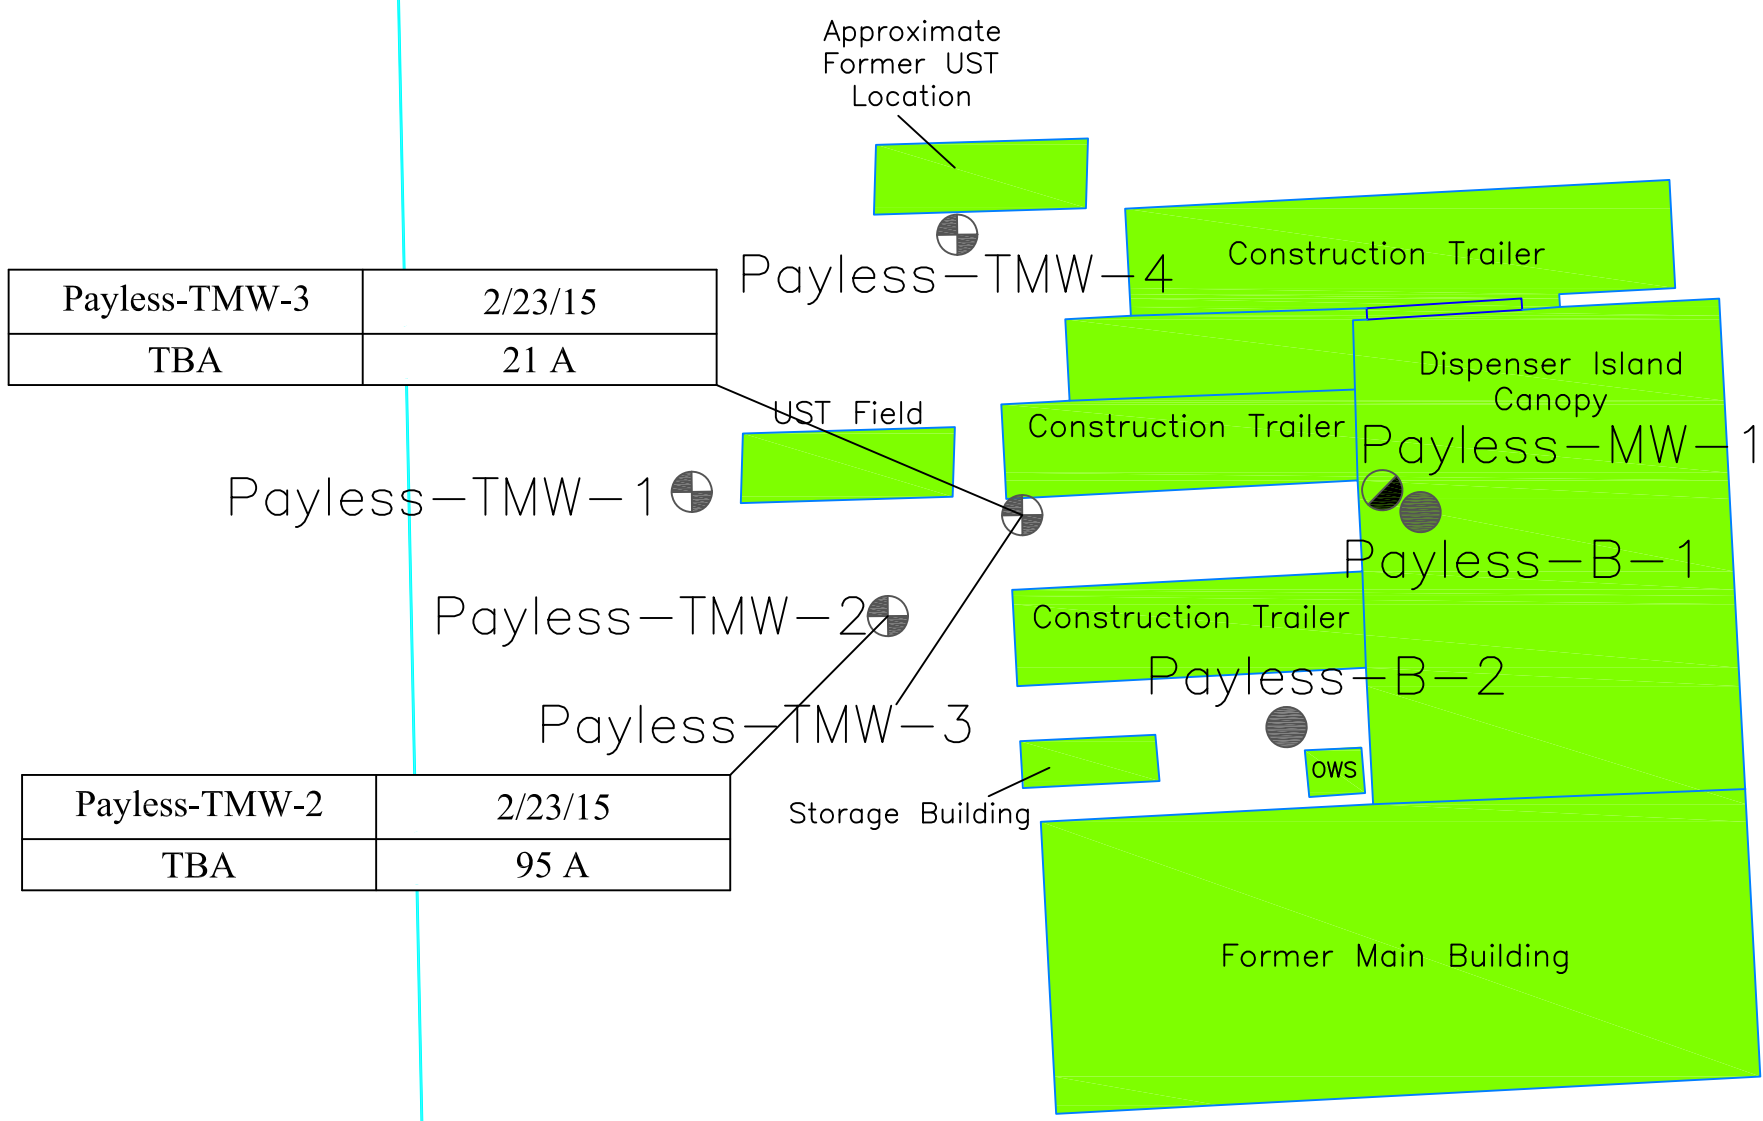 Approximate
Former UST
Location
Payless-TMW-4
Construction Trailer
Payless-TMW-3 2/23/15
TBA 21 A
Dispenser Island
Canopy
UST Field
Construction Trailer
Payless-MW-1
Payless-TMW-1
Payless-B-1
Payless-TMW-2
Construction Trailer
Payless-B-2
Payless-TMW-3
OWS
Storage Building
Payless-TMW-2 2/23/15
TBA 95 A
Former Main Building